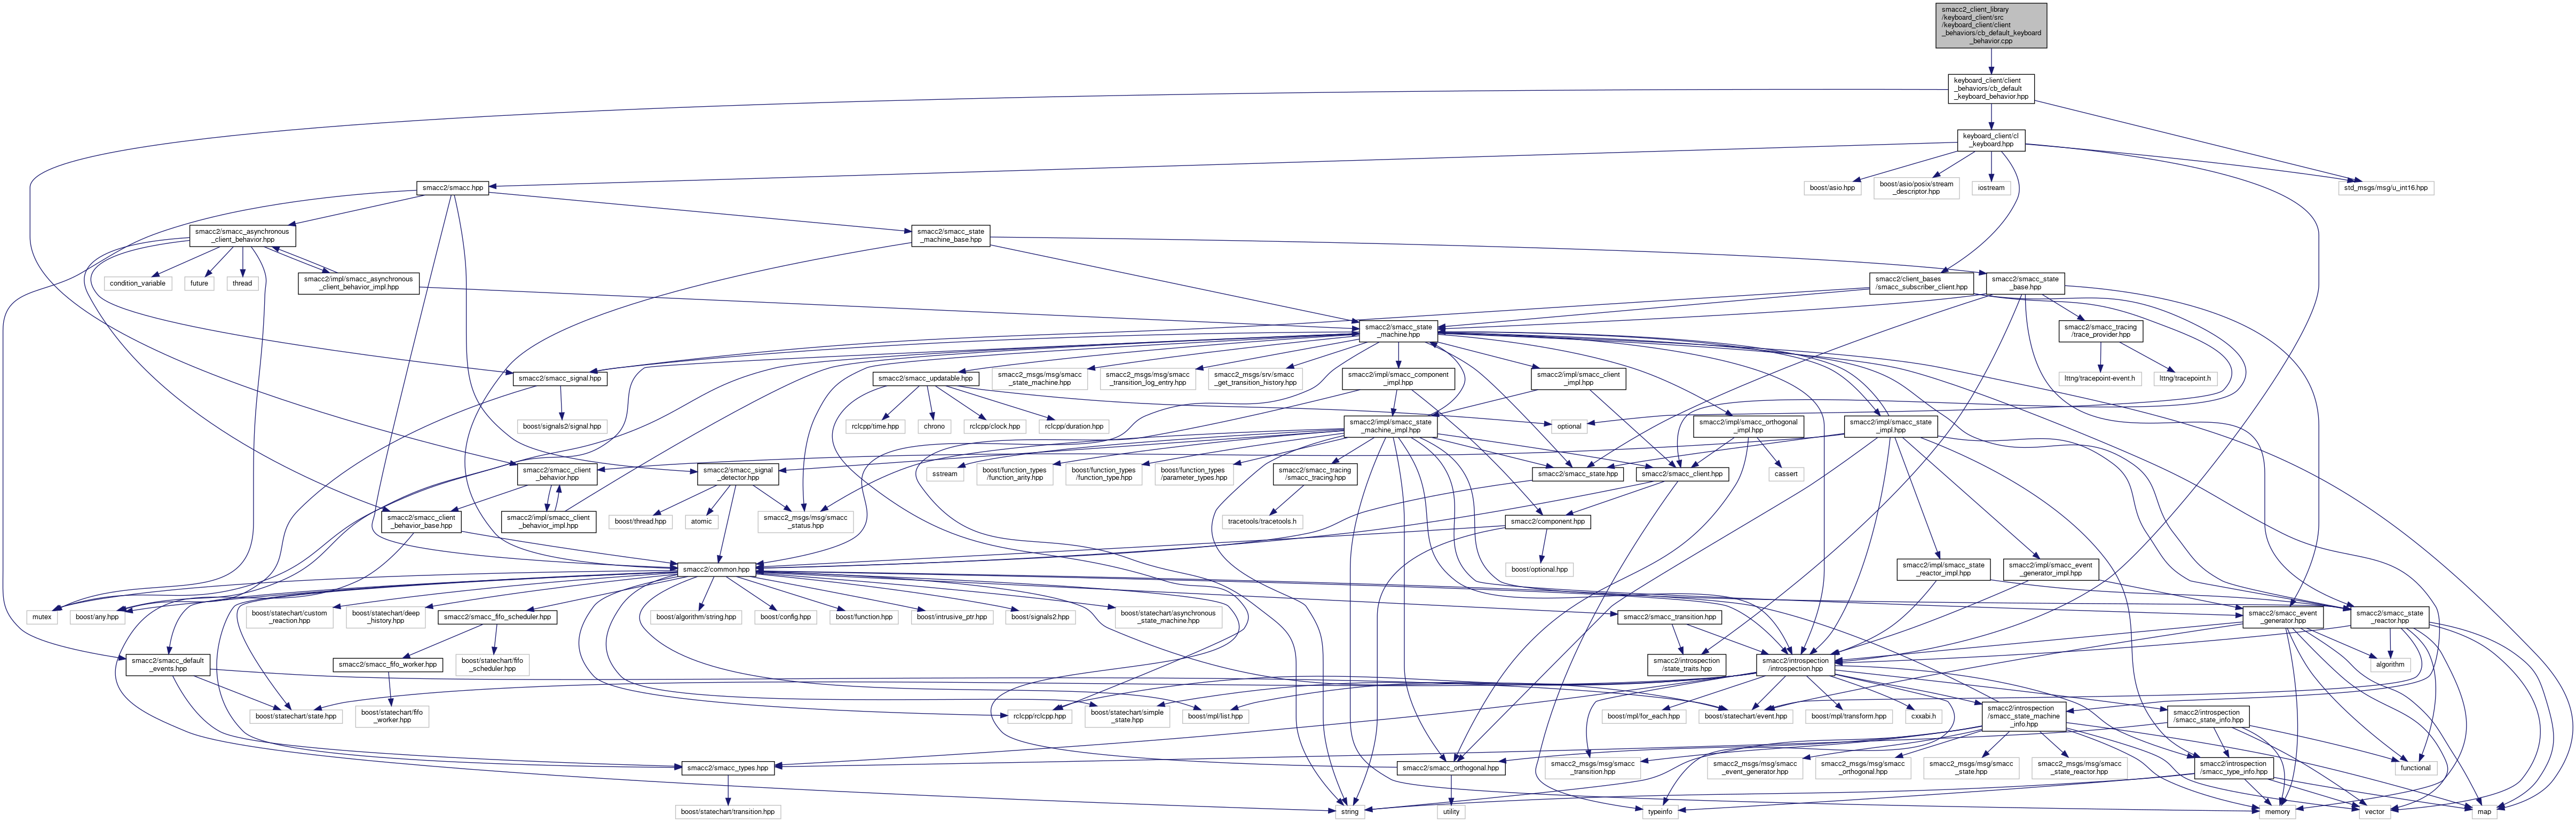 smacc2_client_library
/keyboard_client/src
/keyboard_client/client
_behaviors/cb_default_keyboard
_behavior.cpp
keyboard_client/client
_behaviors/cb_default
_keyboard_behavior.hpp
keyboard_client/cl
_keyboard.hpp
smacc2/smacc.hpp
boost/asio.hpp
boost/asio/posix/stream
_descriptor.hpp
iostream
std_msgs/msg/u_int16.hpp
smacc2/smacc_asynchronous
_client_behavior.hpp
smacc2/smacc_state
_machine_base.hpp
condition_variable
future
thread
smacc2/impl/smacc_asynchronous
_client_behavior_impl.hpp
smacc2/client_bases
/smacc_subscriber_client.hpp
smacc2/smacc_state
_base.hpp
smacc2/smacc_state
_machine.hpp
smacc2/smacc_tracing
/trace_provider.hpp
smacc2/smacc_signal.hpp
smacc2/smacc_updatable.hpp
smacc2_msgs/msg/smacc
_state_machine.hpp
smacc2_msgs/msg/smacc
_transition_log_entry.hpp
smacc2_msgs/srv/smacc
_get_transition_history.hpp
smacc2/impl/smacc_component
_impl.hpp
smacc2/impl/smacc_client
_impl.hpp
lttng/tracepoint-event.h
lttng/tracepoint.h
boost/signals2/signal.hpp
rclcpp/time.hpp
chrono
rclcpp/clock.hpp
rclcpp/duration.hpp
smacc2/impl/smacc_state
_machine_impl.hpp
optional
smacc2/impl/smacc_orthogonal
_impl.hpp
smacc2/impl/smacc_state
_impl.hpp
smacc2/smacc_client
_behavior.hpp
smacc2/smacc_signal
_detector.hpp
sstream
boost/function_types
/function_arity.hpp
boost/function_types
/function_type.hpp
boost/function_types
/parameter_types.hpp
smacc2/smacc_tracing
/smacc_tracing.hpp
smacc2/smacc_state.hpp
smacc2/smacc_client.hpp
cassert
smacc2/smacc_client
_behavior_base.hpp
smacc2/impl/smacc_client
_behavior_impl.hpp
boost/thread.hpp
atomic
smacc2_msgs/msg/smacc
_status.hpp
tracetools/tracetools.h
smacc2/component.hpp
smacc2/common.hpp
boost/optional.hpp
smacc2/impl/smacc_state
_reactor_impl.hpp
smacc2/impl/smacc_event
_generator_impl.hpp
mutex
boost/any.hpp
boost/statechart/custom
_reaction.hpp
boost/statechart/deep
_history.hpp
smacc2/smacc_fifo_scheduler.hpp
boost/algorithm/string.hpp
boost/config.hpp
boost/function.hpp
boost/intrusive_ptr.hpp
boost/signals2.hpp
boost/statechart/asynchronous
_state_machine.hpp
smacc2/smacc_transition.hpp
smacc2/smacc_event
_generator.hpp
smacc2/smacc_state
_reactor.hpp
smacc2/smacc_default
_events.hpp
smacc2/smacc_fifo_worker.hpp
boost/statechart/fifo
_scheduler.hpp
smacc2/introspection
/state_traits.hpp
smacc2/introspection
/introspection.hpp
algorithm
boost/statechart/state.hpp
boost/statechart/fifo
_worker.hpp
rclcpp/rclcpp.hpp
boost/statechart/simple
_state.hpp
boost/mpl/list.hpp
boost/mpl/for_each.hpp
boost/statechart/event.hpp
boost/mpl/transform.hpp
cxxabi.h
smacc2/introspection
/smacc_state_machine
_info.hpp
smacc2/introspection
/smacc_state_info.hpp
smacc2/smacc_types.hpp
smacc2/smacc_orthogonal.hpp
smacc2_msgs/msg/smacc
_transition.hpp
smacc2_msgs/msg/smacc
_event_generator.hpp
smacc2_msgs/msg/smacc
_orthogonal.hpp
smacc2_msgs/msg/smacc
_state.hpp
smacc2_msgs/msg/smacc
_state_reactor.hpp
smacc2/introspection
/smacc_type_info.hpp
functional
boost/statechart/transition.hpp
string
utility
typeinfo
memory
vector
map